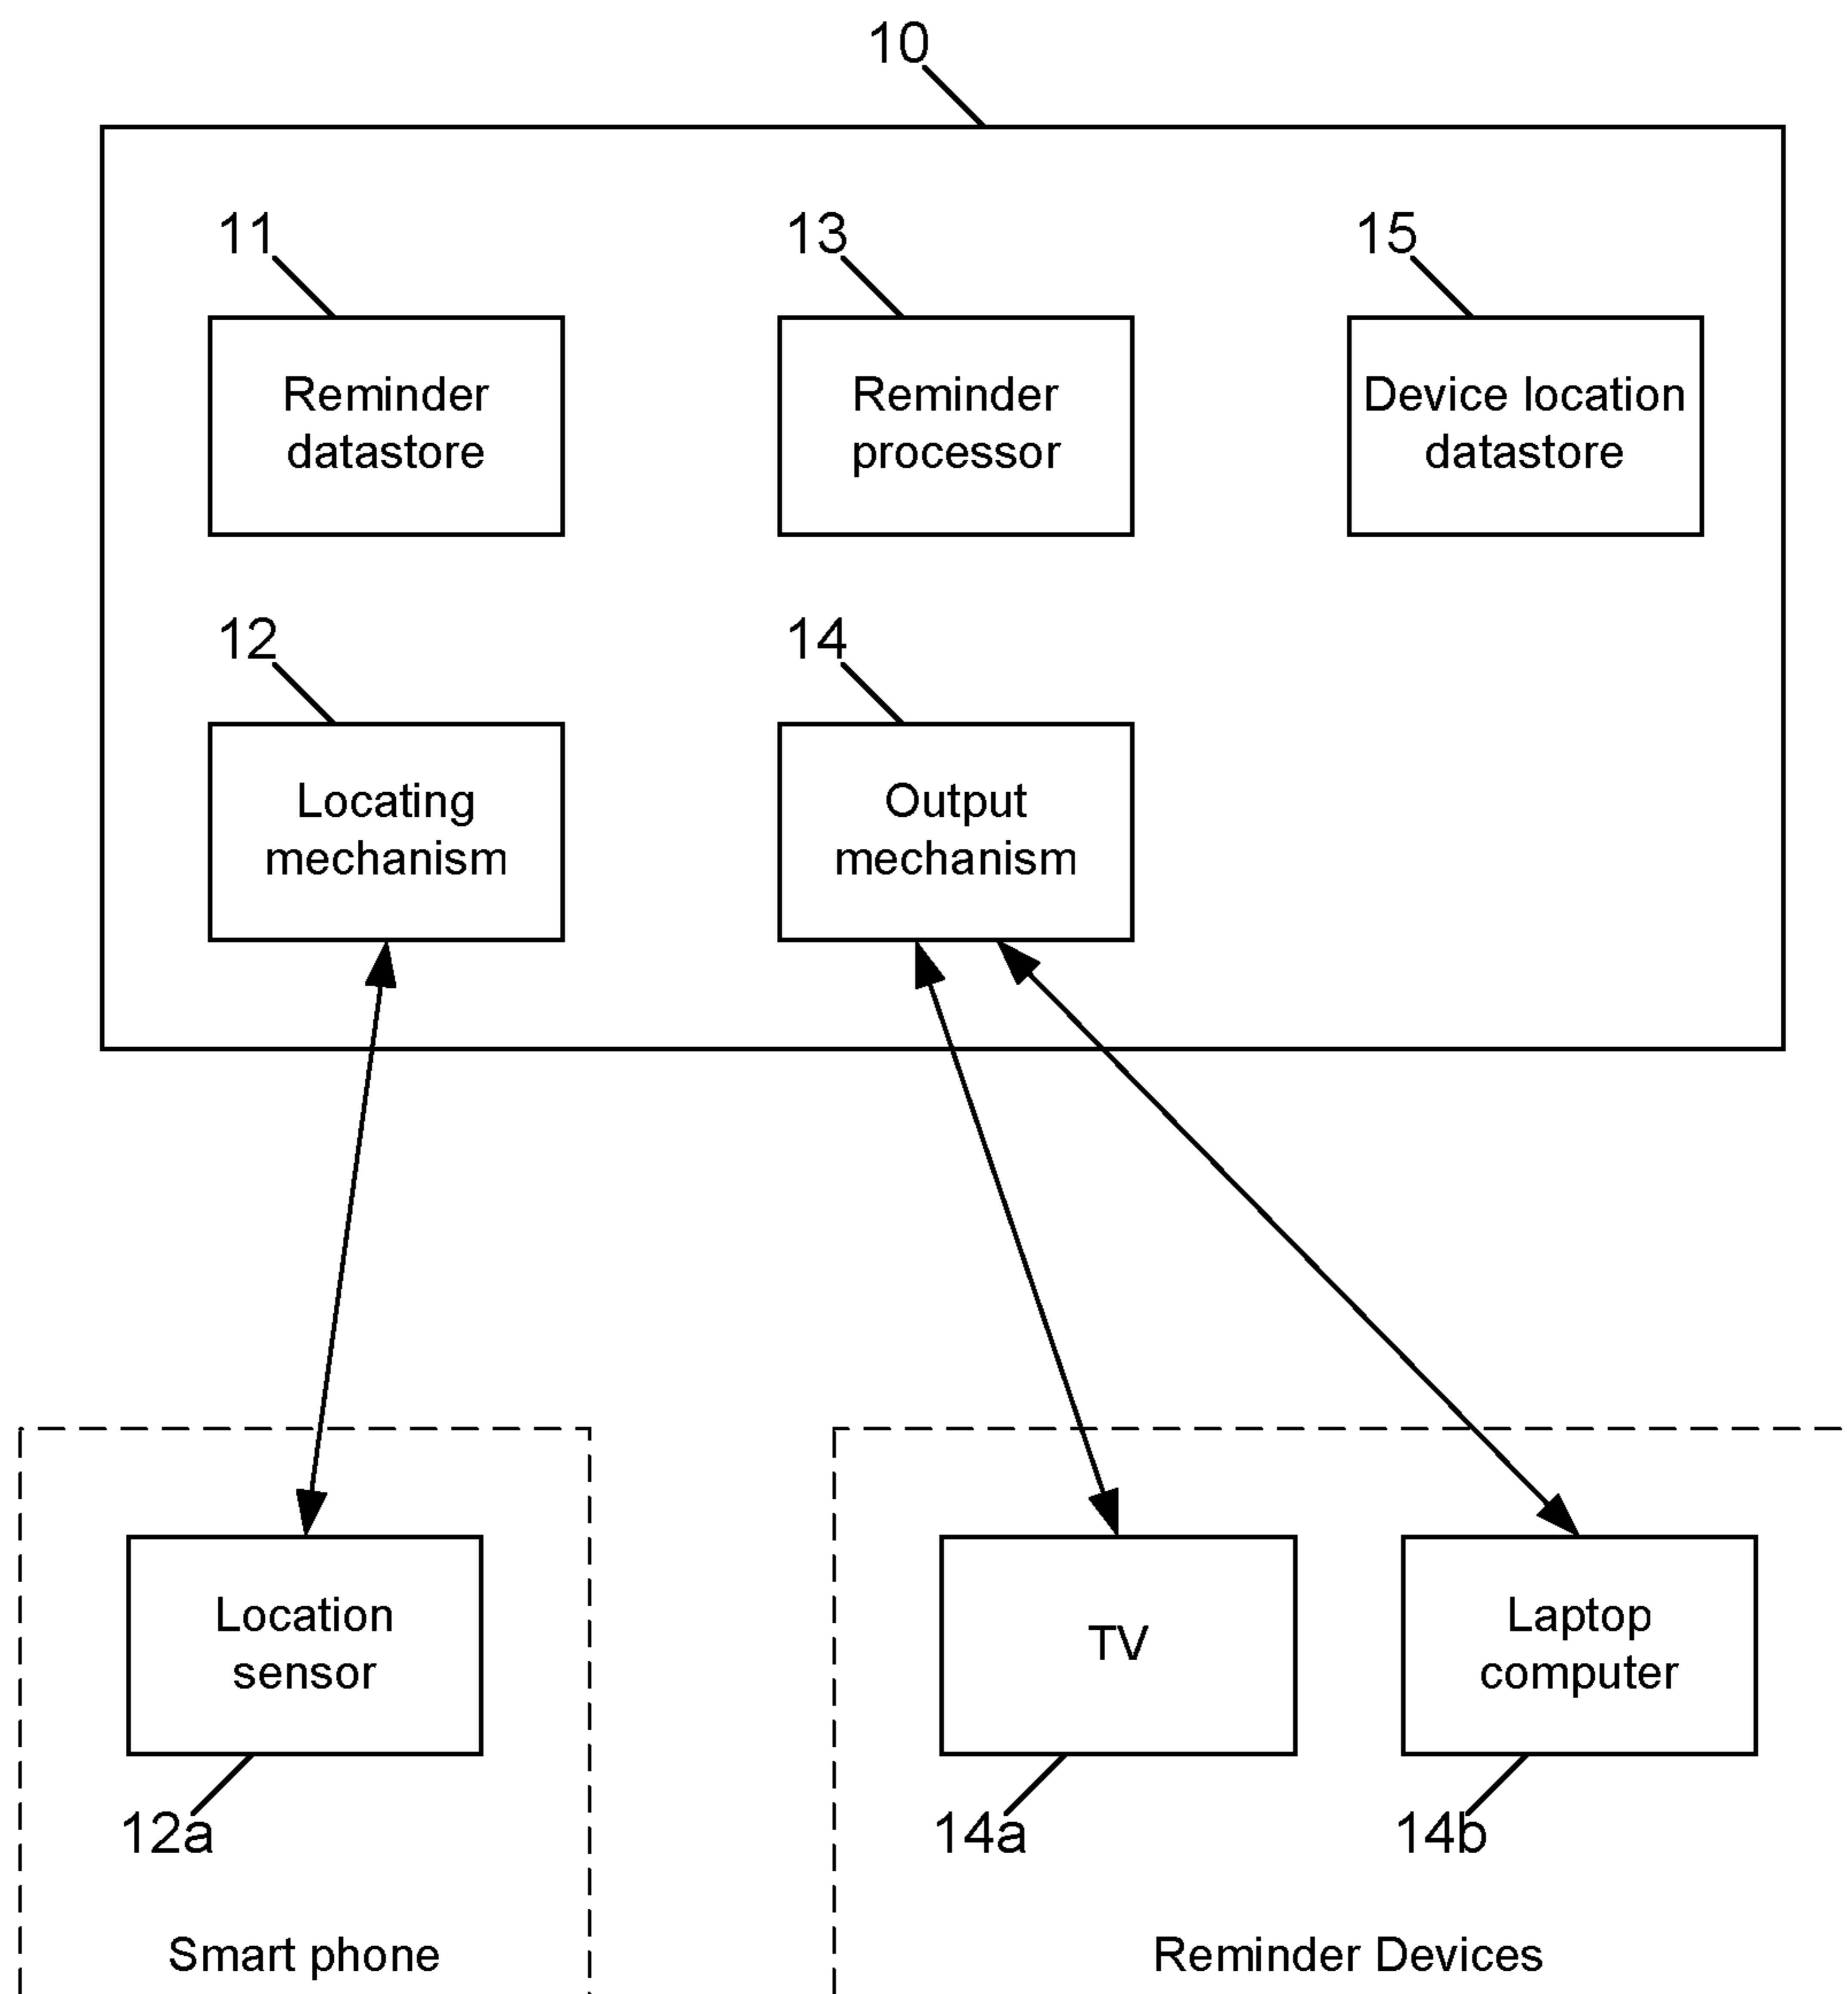 10
11
13
15
Reminder
datastore
Reminder
processor
Device location
datastore
12
14
Locating
mechanism
Output
mechanism
Location
sensor
TV
Laptop
computer
12a
14a
14b
Smart phone
Reminder Devices